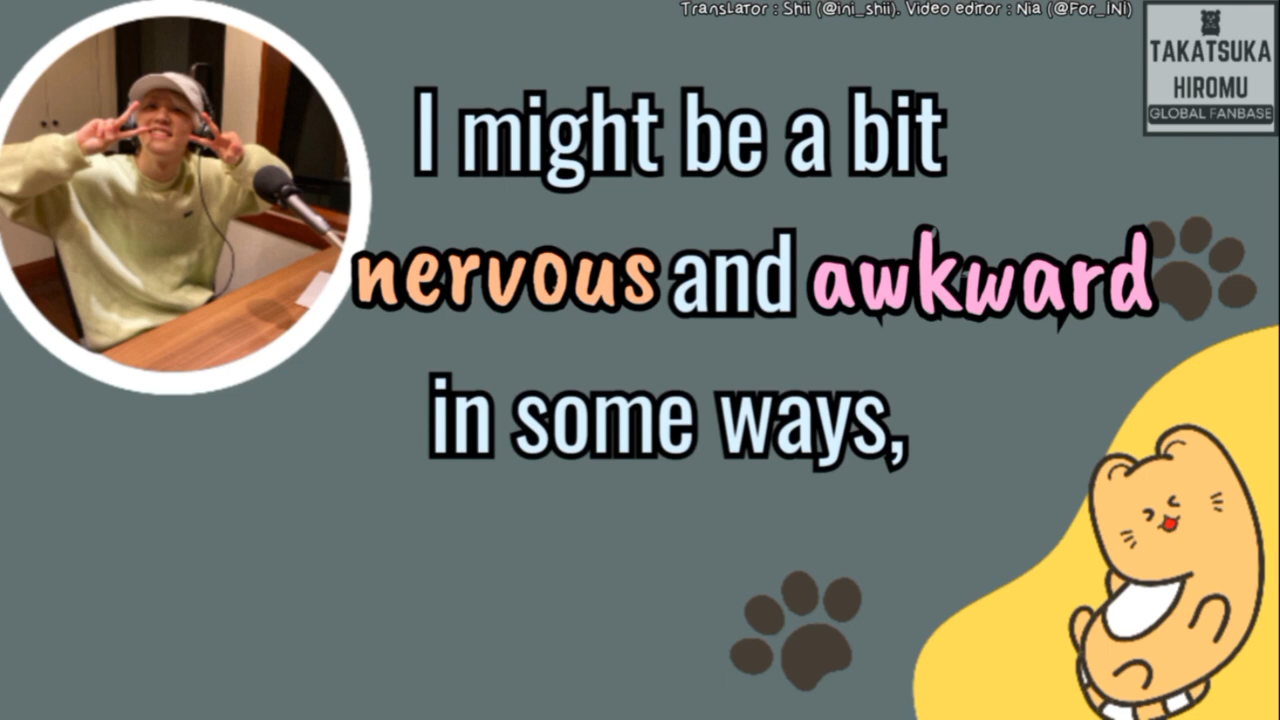 Translator : Shii (@ini_shii). Video editor : Nia (@For_INI)
TAKATSUKA
HIROMU
GLOBAL FANBASE
I might be a bit
nervous and awkward
in some ways,